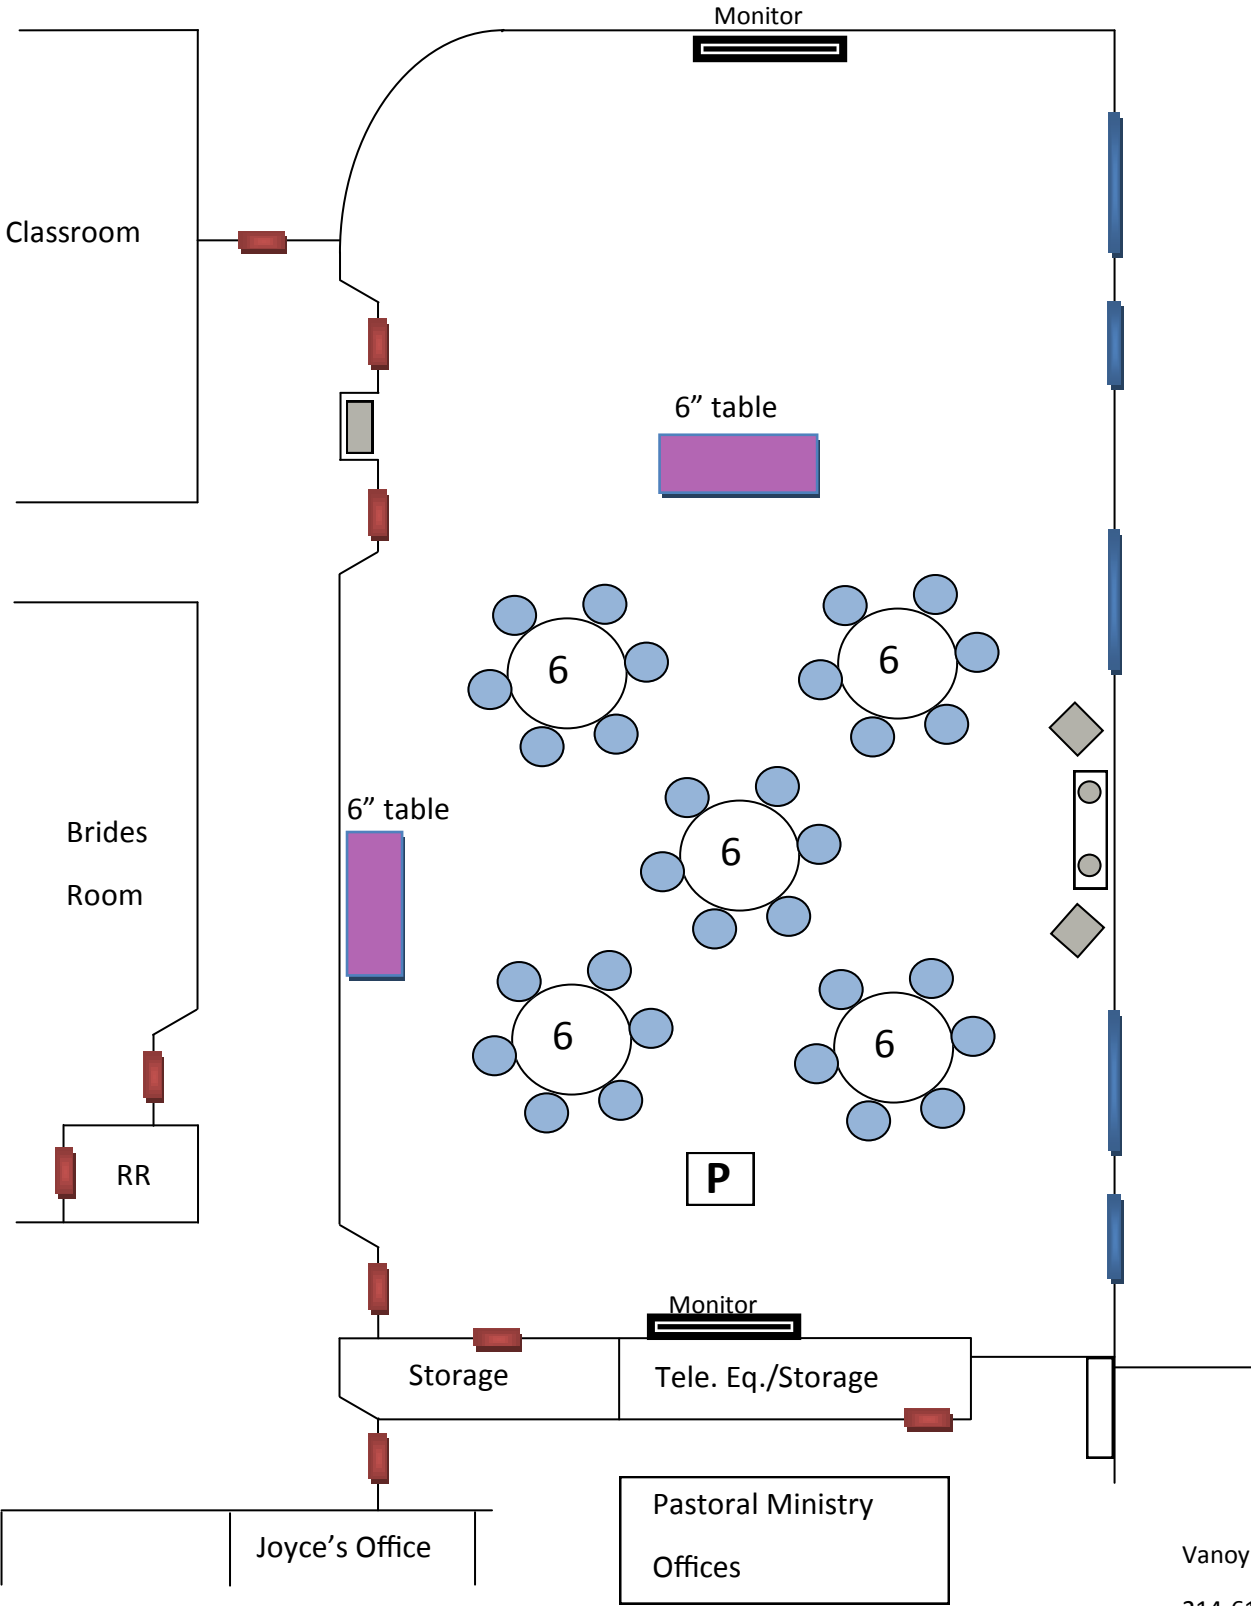 Monitor
Classroom
6” table
6
6
6” table
6
Brides
Room
6
6
RR
P
Monitor
Storage
Tele. Eq./Storage
Pastoral Ministry
Offices
Joyce’s Office
Vanoy